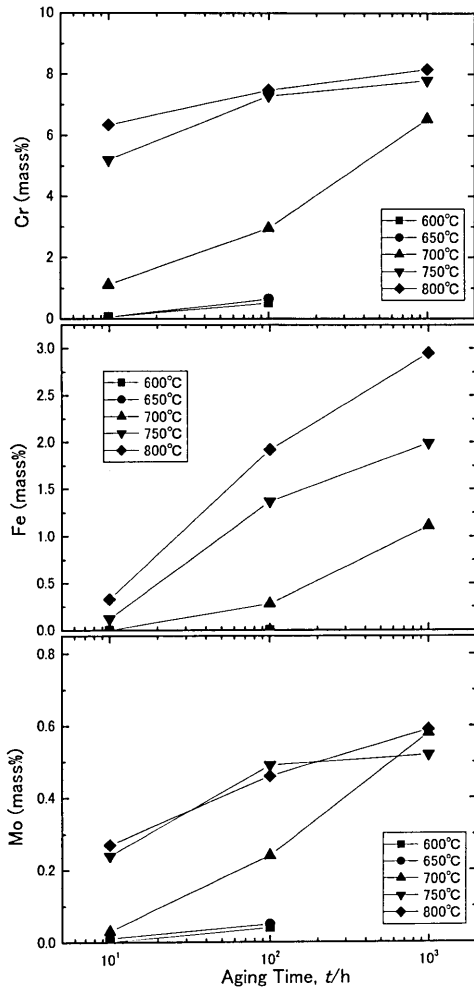 10
8
6
4
2
0
Cr (mass%)
600°C
650°C
700°C
750°C
800°C
3.0
2.5
2.0
1.5
1.0
0.5
0.0
Fe (mass%)
600°C
650°C
700°C
750°C
800°C
0.8
0.6
0.4
0.2
0.0
Mo (mass%)
600°C
650°C
700°C
750°C
800°C
10¹ 10² 10³
Aging Time, t/h